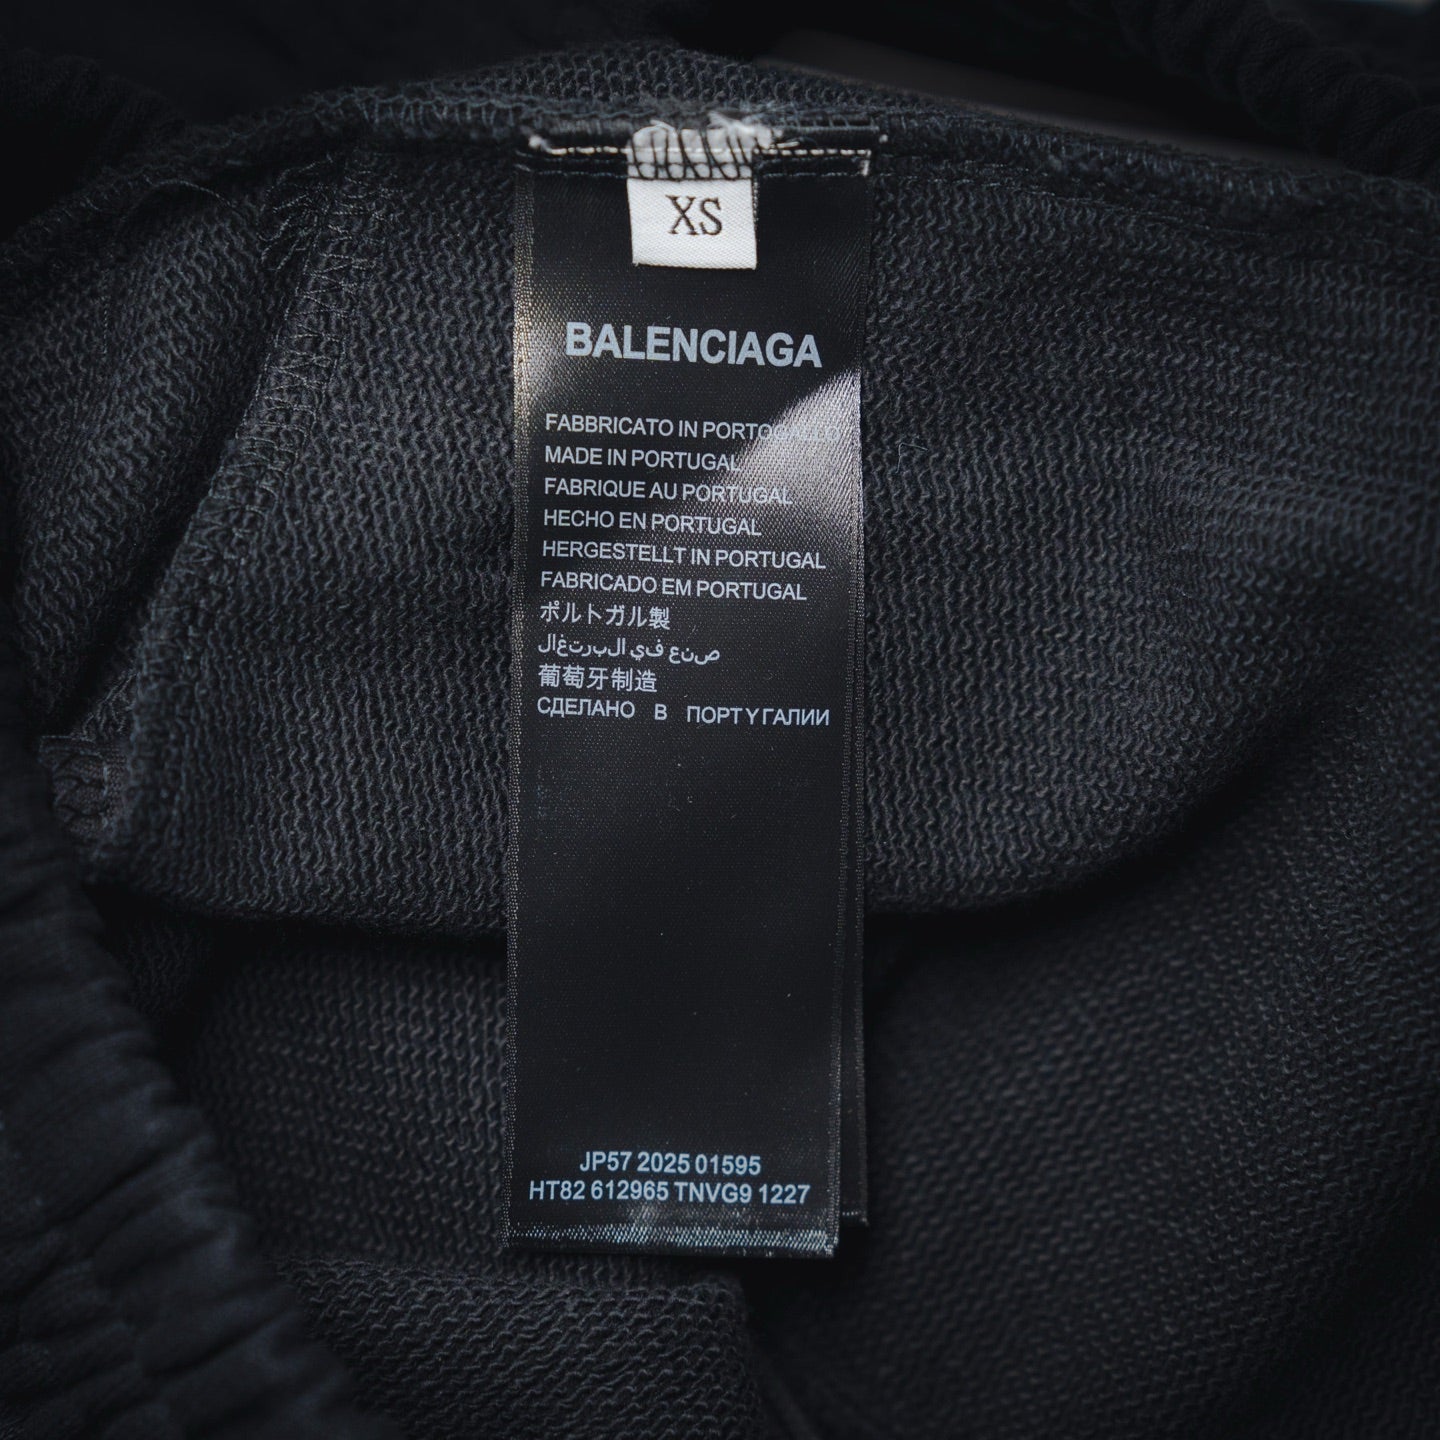 XS
BALENCIAGA
FABBRICATO IN PORTOGALLO
MADE IN PORTUGAL
FABRIQUE AU PORTUGAL
HECHO EN PORTUGAL
HERGESTELLT IN PORTUGAL
FABRICADO EM PORTUGAL
ポルトガル製
صنع في البرتغال
葡萄牙制造
СДЕЛАНО В ПОРТУГАЛИИ
JP57 2025 01595
HT82 612965 TNVG9 1227